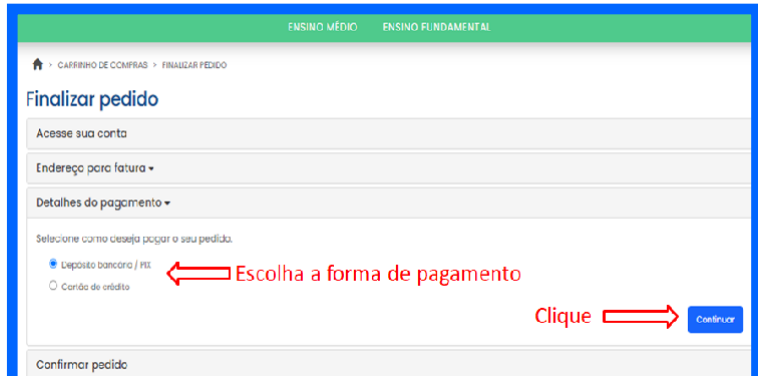 ENSINO MÉDIO ENSINO FUNDAMENTAL
> CARRINHO DE COMPRAS > FINALIZAR PEDIDO
Finalizar pedido
Acesse sua conta
Endereço para fatura
Detalhes do pagamento
Selecione como deseja pagar o seu pedido.
Depósito bancário / PIX
Escolha a forma de pagamento
Cartão de crédito
Clique
Continuar
Confirmar pedido